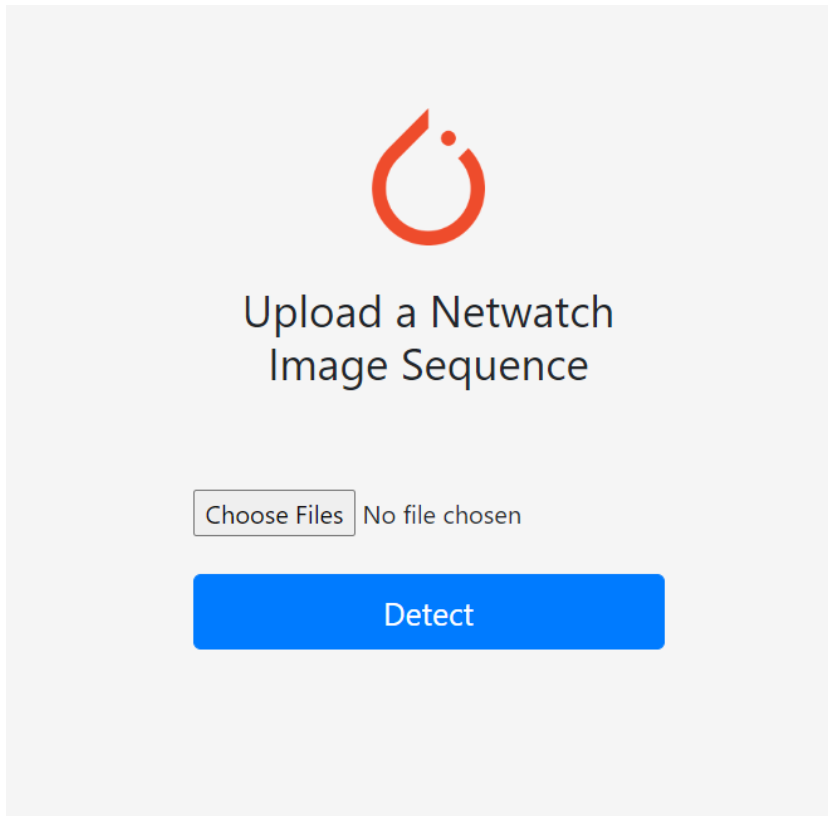 Upload a Netwatch
Image Sequence
Choose Files No file chosen
Detect